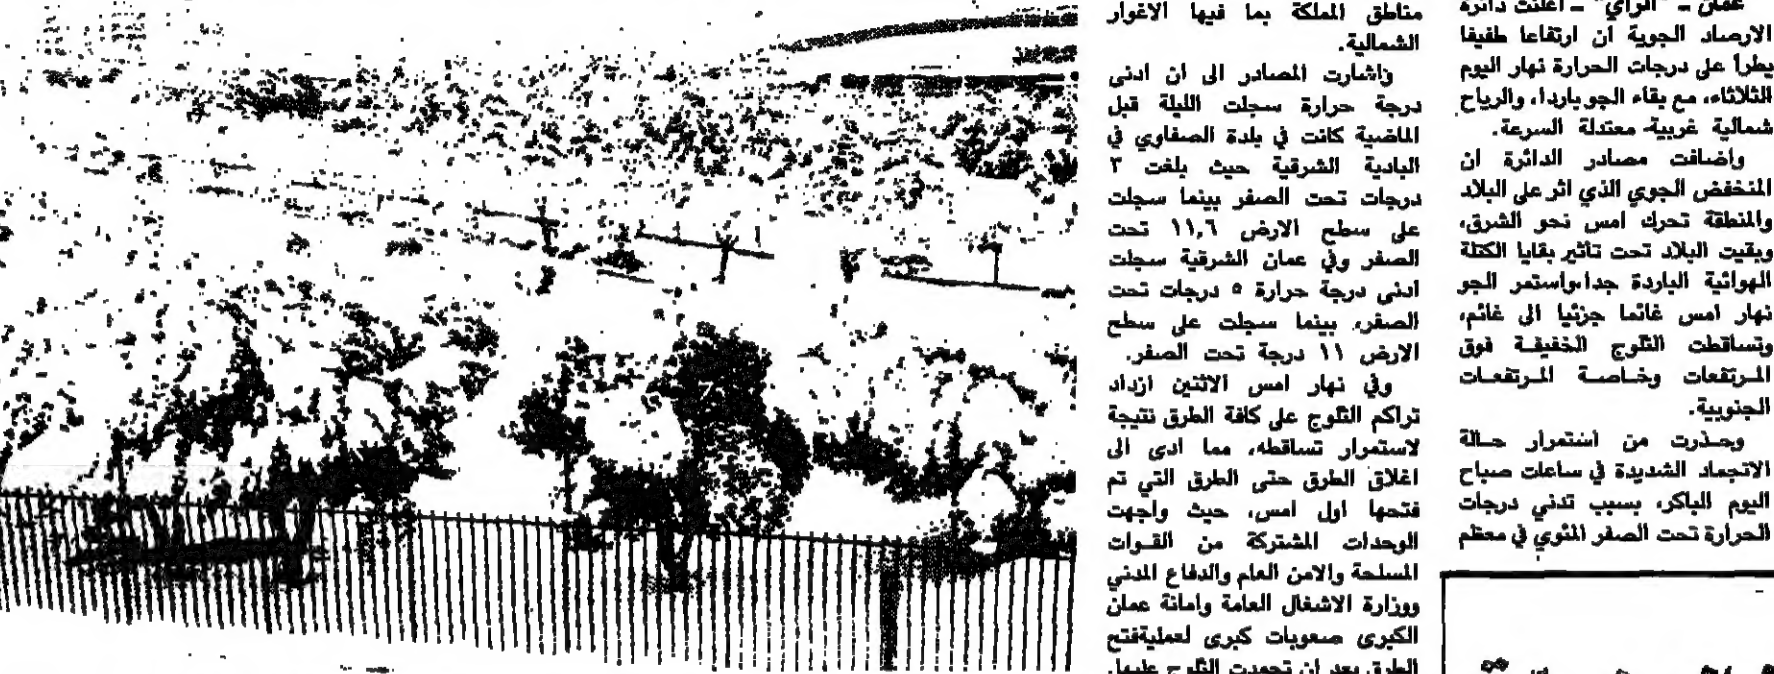 عمان ـ "الرأي" ـ اعلنت دائرة
الارصاد الجوية ان ارتفاعا طفيفا
يطرأ على درجات الحرارة نهار اليوم
الثلاثاء، مع بقاء الجو باردا، والرياح
شمالية غربية معتدلة السرعة.
واضافت مصادر الدائرة ان
المنخفض الجوي الذي اثر على البلاد
والمنطقة تحرك امس نحو الشرق،
وبقيت البلاد تحت تأثير بقايا الكتلة
الهوائية الباردة جدا واستمر الجو
نهار امس غائما جزئيا الى غائم،
وتساقطت الثلوج الخفيفة فوق
المرتفعات وخاصة المرتفعات
الجنوبية.
وحذرت من استمرار حالة
الانجماد الشديدة في ساعات صباح
اليوم الباكر، بسبب تدني درجات
الحرارة تحت الصفر المئوي في معظم
مناطق المملكة بما فيها الاغوار
الشمالية.
واشارت المصادر الى ان ادنى
درجة حرارة سجلت الليلة قبل
الماضية كانت في بلدة الصفاوي في
البادية الشرقية حيث بلغت ٣
درجات تحت الصفر بينما سجلت
على سطح الارض ١١,٦ تحت
الصفر وفي عمان الشرقية سجلت
ادنى درجة حرارة ٥ درجات تحت
الصفر، بينما سجلت على سطح
الارض ١١ درجة تحت الصفر.
وفي نهار امس الاثنين ازداد
تراكم الثلوج على كافة الطرق نتيجة
لاستمرار تساقطه، مما ادى الى
اغلاق الطرق حتى الطرق التي تم
فتحها اول امس، حيث واجهت
الوحدات المشتركة من القوات
المسلحة والامن العام والدفاع المدني
ووزارة الاشغال العامة وامانة عمان
الكبرى صعوبات كبرى لعمليةفتح
الطرق بعد ان تجمدت الثلوج عليها.